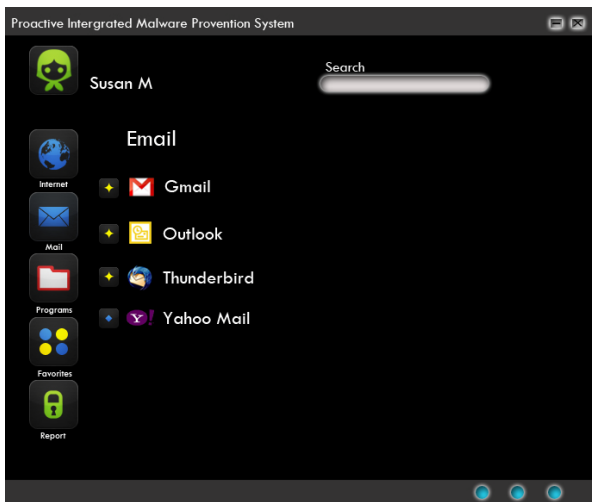 Proactive Intergrated Malware Provention System
Susan M
Search
Email
Internet
Gmail
Mail
Outlook
Thunderbird
Programs
Y!
Yahoo Mail
Favorites
Report